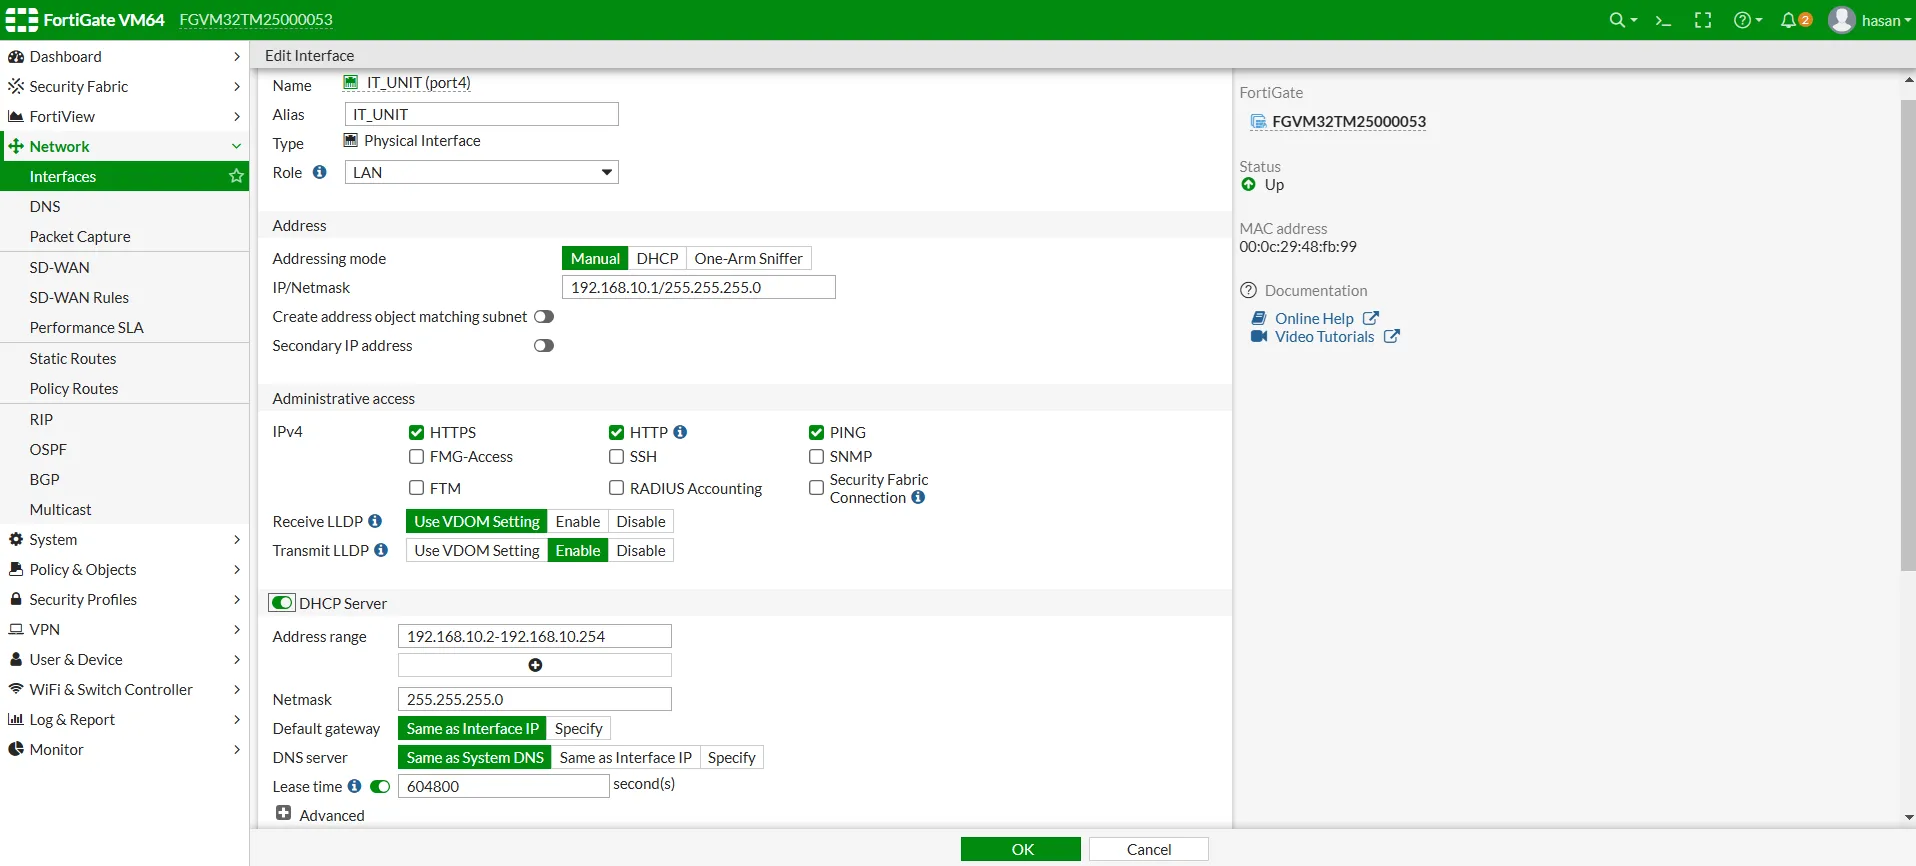 FortiGate VM64 FGVM32TM25000053 2 hasan
Dashboard
Security Fabric
FortiView
Network
Interfaces
DNS
Packet Capture
SD-WAN
SD-WAN Rules
Performance SLA
Static Routes
Policy Routes
RIP
OSPF
BGP
Multicast
System
Policy & Objects
Security Profiles
VPN
User & Device
WiFi & Switch Controller
Log & Report
Monitor
Edit Interface
Name IT_UNIT (port4)
Alias IT_UNIT
Type Physical Interface
Role LAN
Address
Addressing mode Manual DHCP One-Arm Sniffer
IP/Netmask 192.168.10.1/255.255.255.0
Create address object matching subnet
Secondary IP address
Administrative access
IPv4 HTTPS HTTP PING
FMG-Access SSH SNMP
FTM RADIUS Accounting Security Fabric
Connection
Receive LLDP Use VDOM Setting Enable Disable
Transmit LLDP Use VDOM Setting Enable Disable
DHCP Server
Address range 192.168.10.2-192.168.10.254
Netmask 255.255.255.0
Default gateway Same as Interface IP Specify
DNS server Same as System DNS Same as Interface IP Specify
Lease time 604800 second(s)
Advanced
OK Cancel
FortiGate
FGVM32TM25000053
Status
Up
MAC address
00:0c:29:48:fb:99
Documentation
Online Help
Video Tutorials